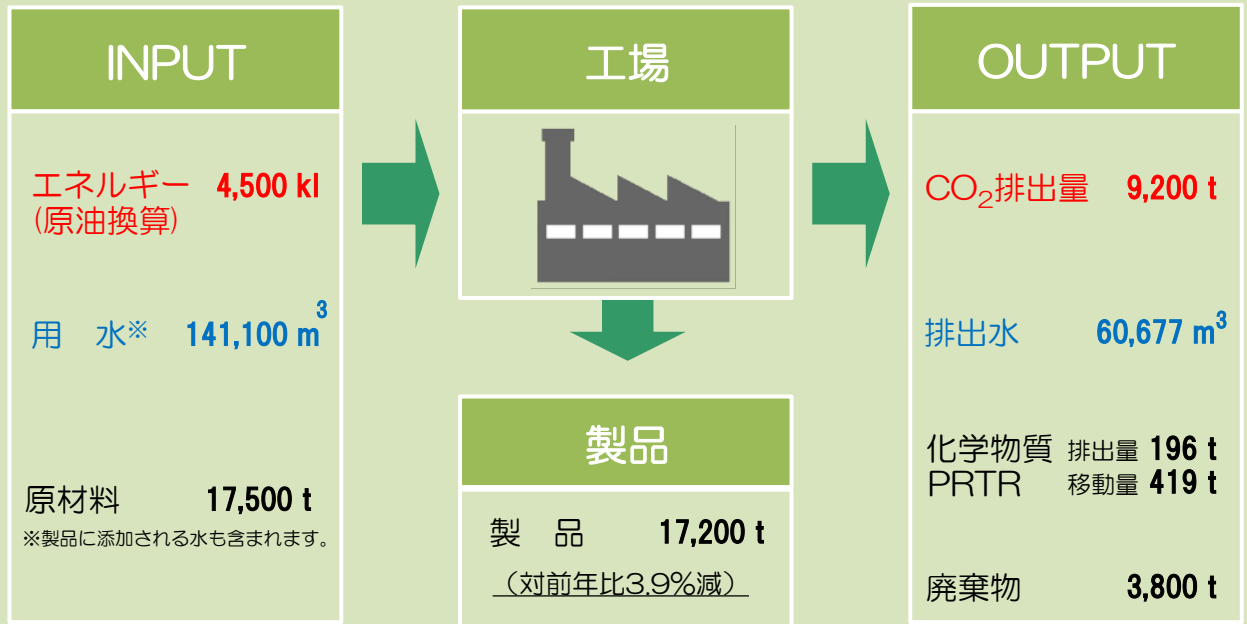 INPUT
エネルギー 4,500 kl
(原油換算)
用　水※ 141,100 m³
原材料 17,500 t
※製品に添加される水も含まれます。
工場
製品
製　品 17,200 t
（対前年比3.9%減）
OUTPUT
CO₂排出量 9,200 t
排出水 60,677 m³
化学物質 排出量 196 t
PRTR 移動量 419 t
廃棄物 3,800 t